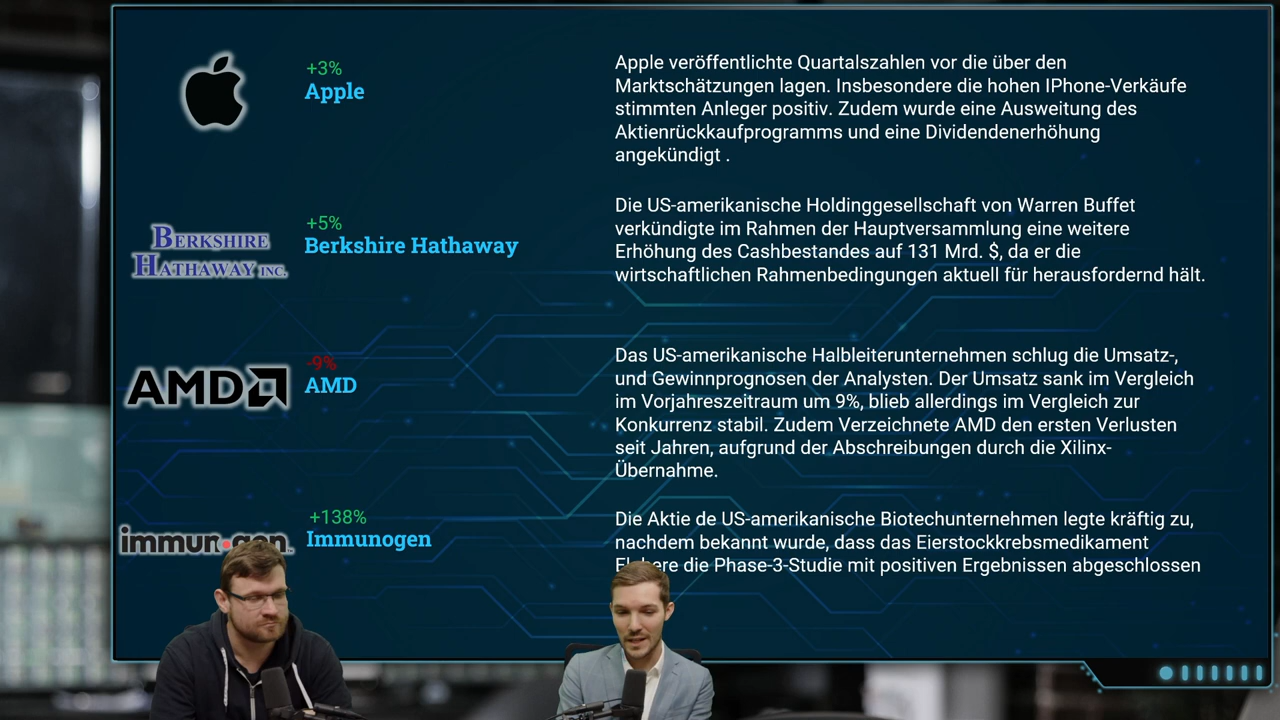 +3%
Apple
Apple veröffentlichte Quartalszahlen vor die über den
Marktschätzungen lagen. Insbesondere die hohen IPhone-Verkäufe
stimmten Anleger positiv. Zudem wurde eine Ausweitung des
Aktienrückkaufprogramms und eine Dividendenerhöhung
angekündigt .
BERKSHIRE
HATHAWAY INC.
+5%
Berkshire Hathaway
Die US-amerikanische Holdinggesellschaft von Warren Buffet
verkündigte im Rahmen der Hauptversammlung eine weitere
Erhöhung des Cashbestandes auf 131 Mrd. $, da er die
wirtschaftlichen Rahmenbedingungen aktuell für herausfordernd hält.
AMD
-9%
AMD
Das US-amerikanische Halbleiterunternehmen schlug die Umsatz-,
und Gewinnprognosen der Analysten. Der Umsatz sank im Vergleich
im Vorjahreszeitraum um 9%, blieb allerdings im Vergleich zur
Konkurrenz stabil. Zudem Verzeichnete AMD den ersten Verlusten
seit Jahren, aufgrund der Abschreibungen durch die Xilinx-
Übernahme.
immun•gen
+138%
Immunogen
Die Aktie de US-amerikanische Biotechunternehmen legte kräftig zu,
nachdem bekannt wurde, dass das Eierstockkrebsmedikament
die Phase-3-Studie mit positiven Ergebnissen abgeschlossen